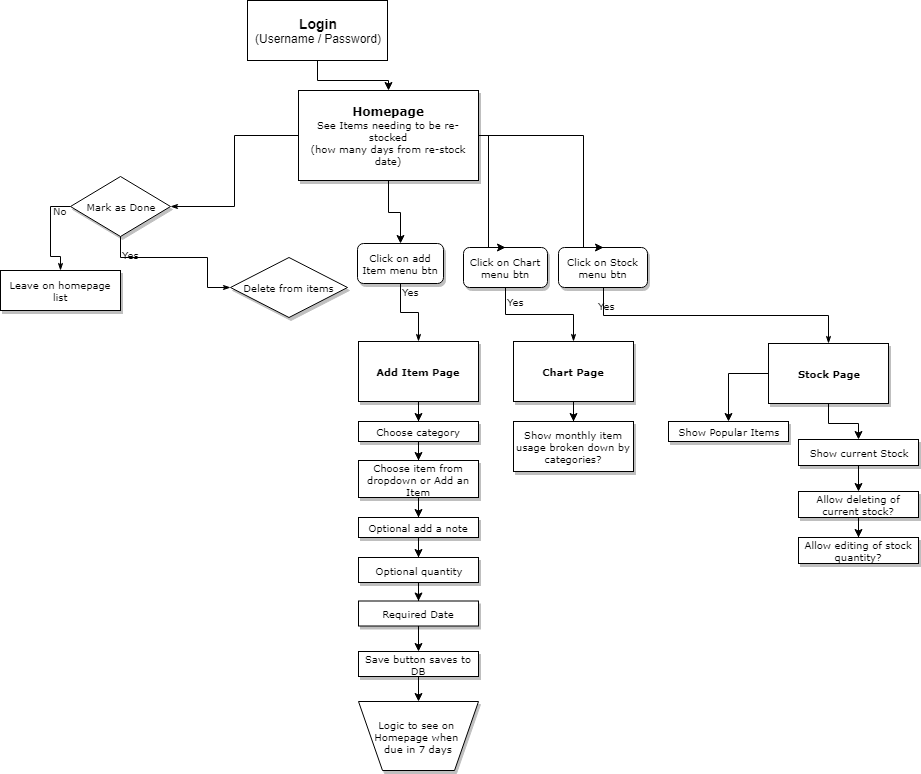 Login
(Username / Password)
Homepage
See Items needing to be re-
stocked
(how many days from re-stock
date)
Mark as Done
No
Yes
Leave on homepage
list
Delete from items
Click on add
Item menu btn
Click on Chart
menu btn
Click on Stock
menu btn
Yes
Yes
Yes
Add Item Page
Chart Page
Stock Page
Choose category
Choose item from
dropdown or Add an
Item
Optional add a note
Optional quantity
Required Date
Save button saves to
DB
Logic to see on
Homepage when
due in 7 days
Show monthly item
usage broken down by
categories?
Show Popular Items
Show current Stock
Allow deleting of
current stock?
Allow editing of stock
quantity?